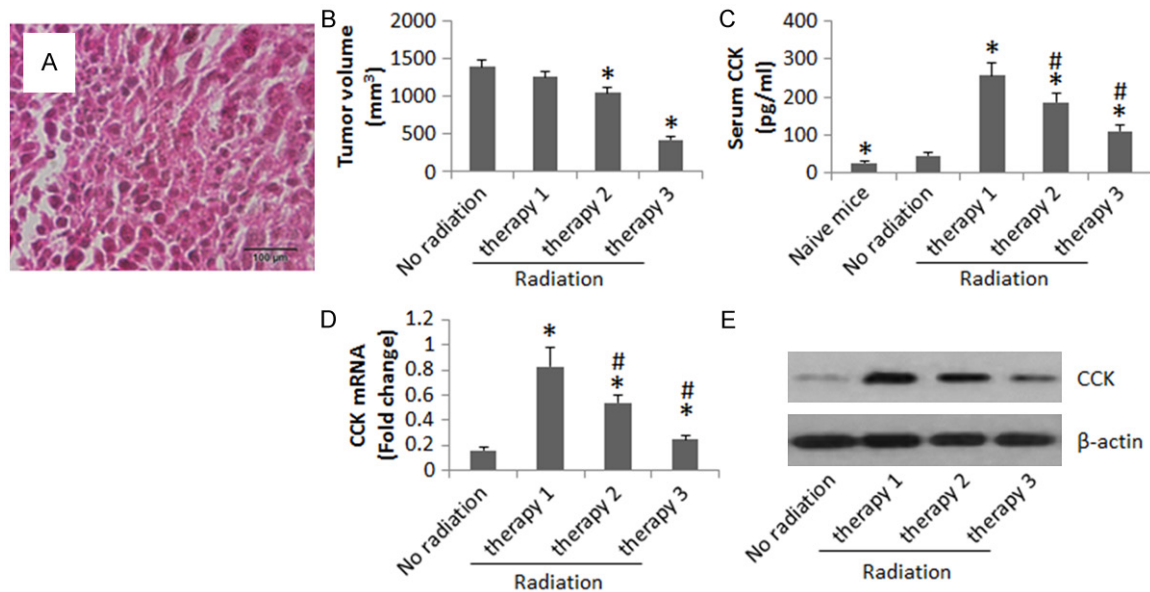 A
100 µm
B
Tumor volume
(mm³)
2000
1500
1000
500
0
*
*
No radiation
therapy 1
therapy 2
therapy 3
Radiation
C
Serum CCK
(pg/ml)
400
300
200
100
0
*
*
#
*
#
*
Naive mice
No radiation
therapy 1
therapy 2
therapy 3
Radiation
D
CCK mRNA
(Fold change)
1.2
1
0.8
0.6
0.4
0.2
0
*
#
*
#
*
No radiation
therapy 1
therapy 2
therapy 3
Radiation
E
CCK
β-actin
No radiation
therapy 1
therapy 2
therapy 3
Radiation